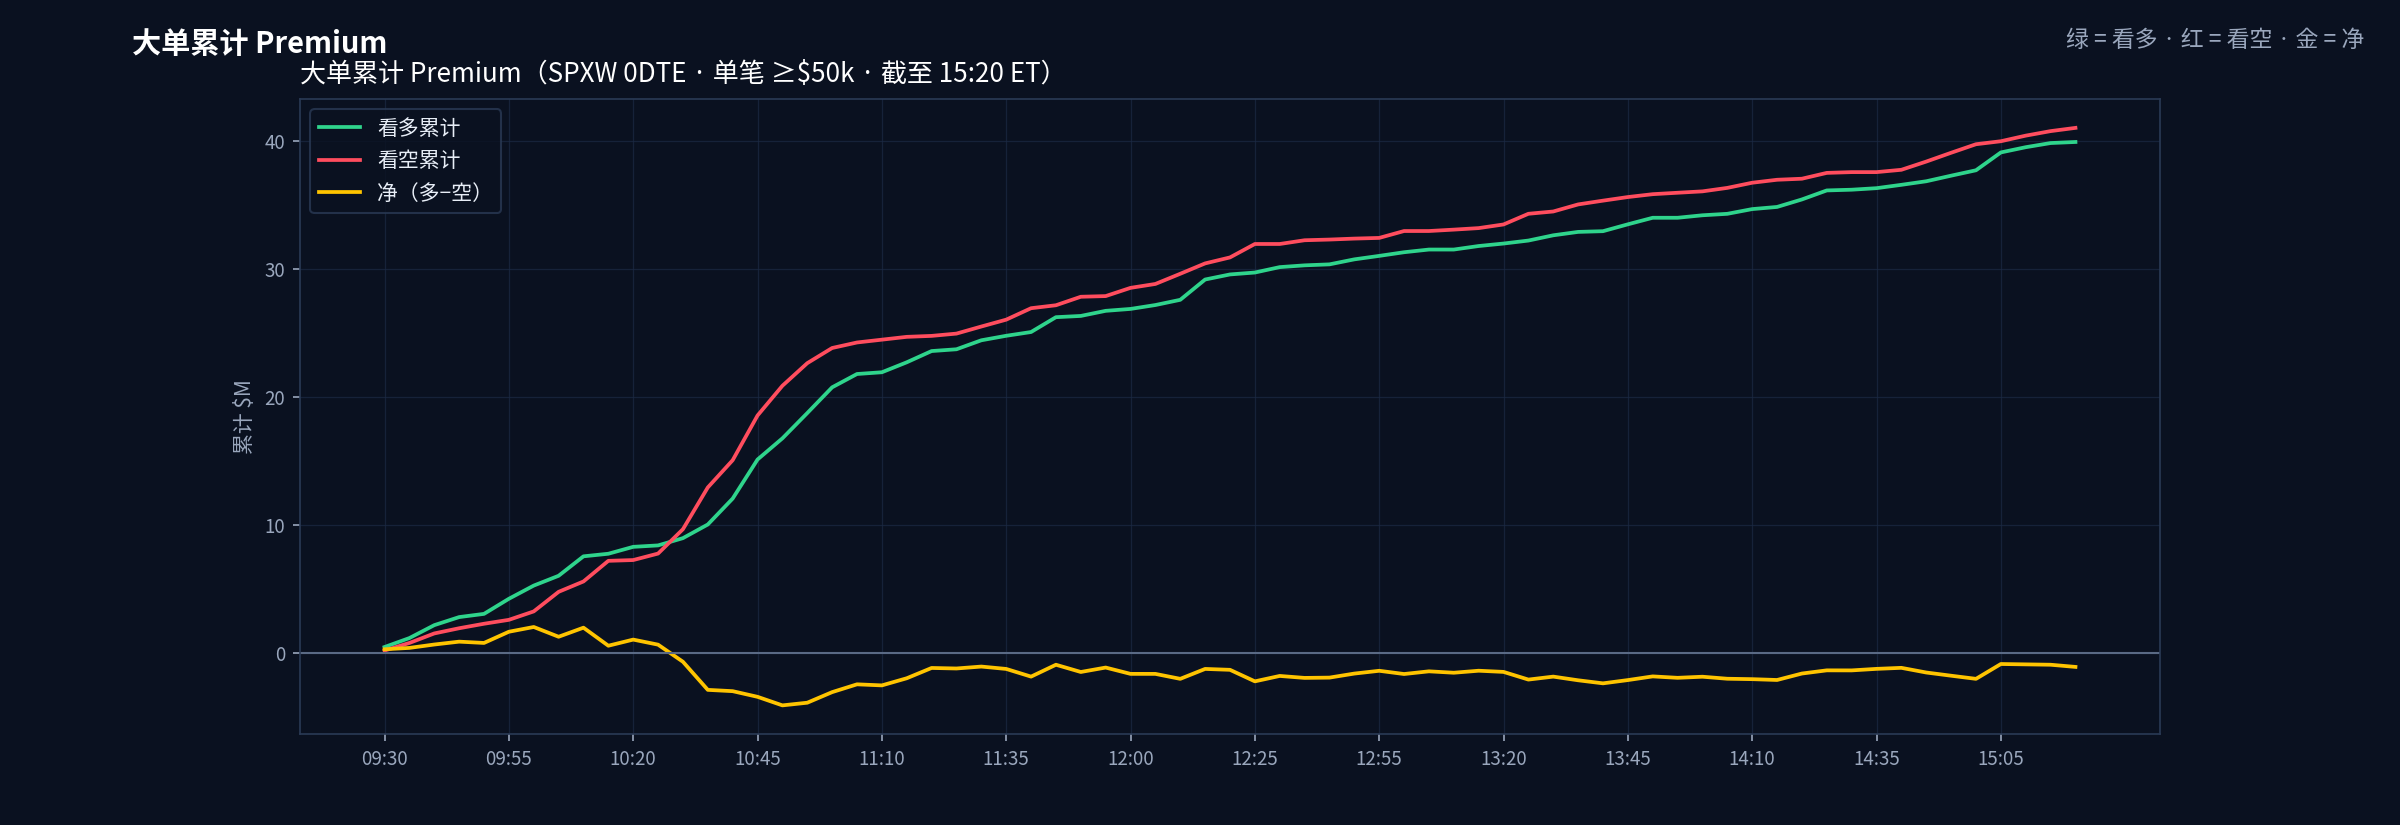 大单累计 Premium
绿 = 看多 · 红 = 看空 · 金 = 净
大单累计 Premium（SPXW 0DTE · 单笔 ≥$50k · 截至 15:20 ET）
看多累计
看空累计
净（多−空）
累计 $M
40
30
20
10
0
09:30 09:55 10:20 10:45 11:10 11:35 12:00 12:25 12:55 13:20 13:45 14:10 14:35 15:05